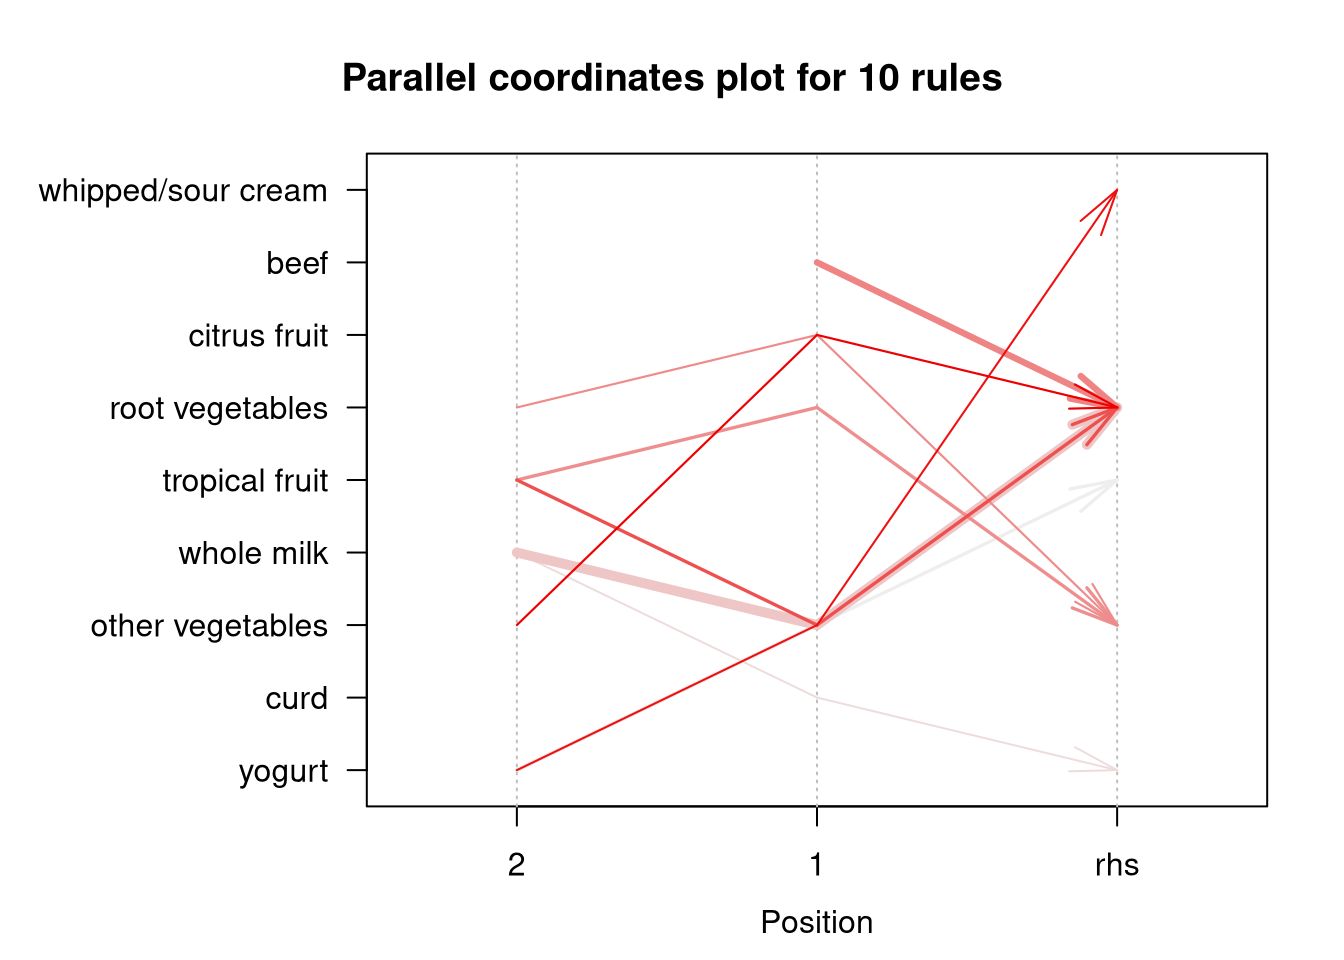 Parallel coordinates plot for 10 rules
whipped/sour cream
beef
citrus fruit
root vegetables
tropical fruit
whole milk
other vegetables
curd
yogurt
2 1 rhs
Position